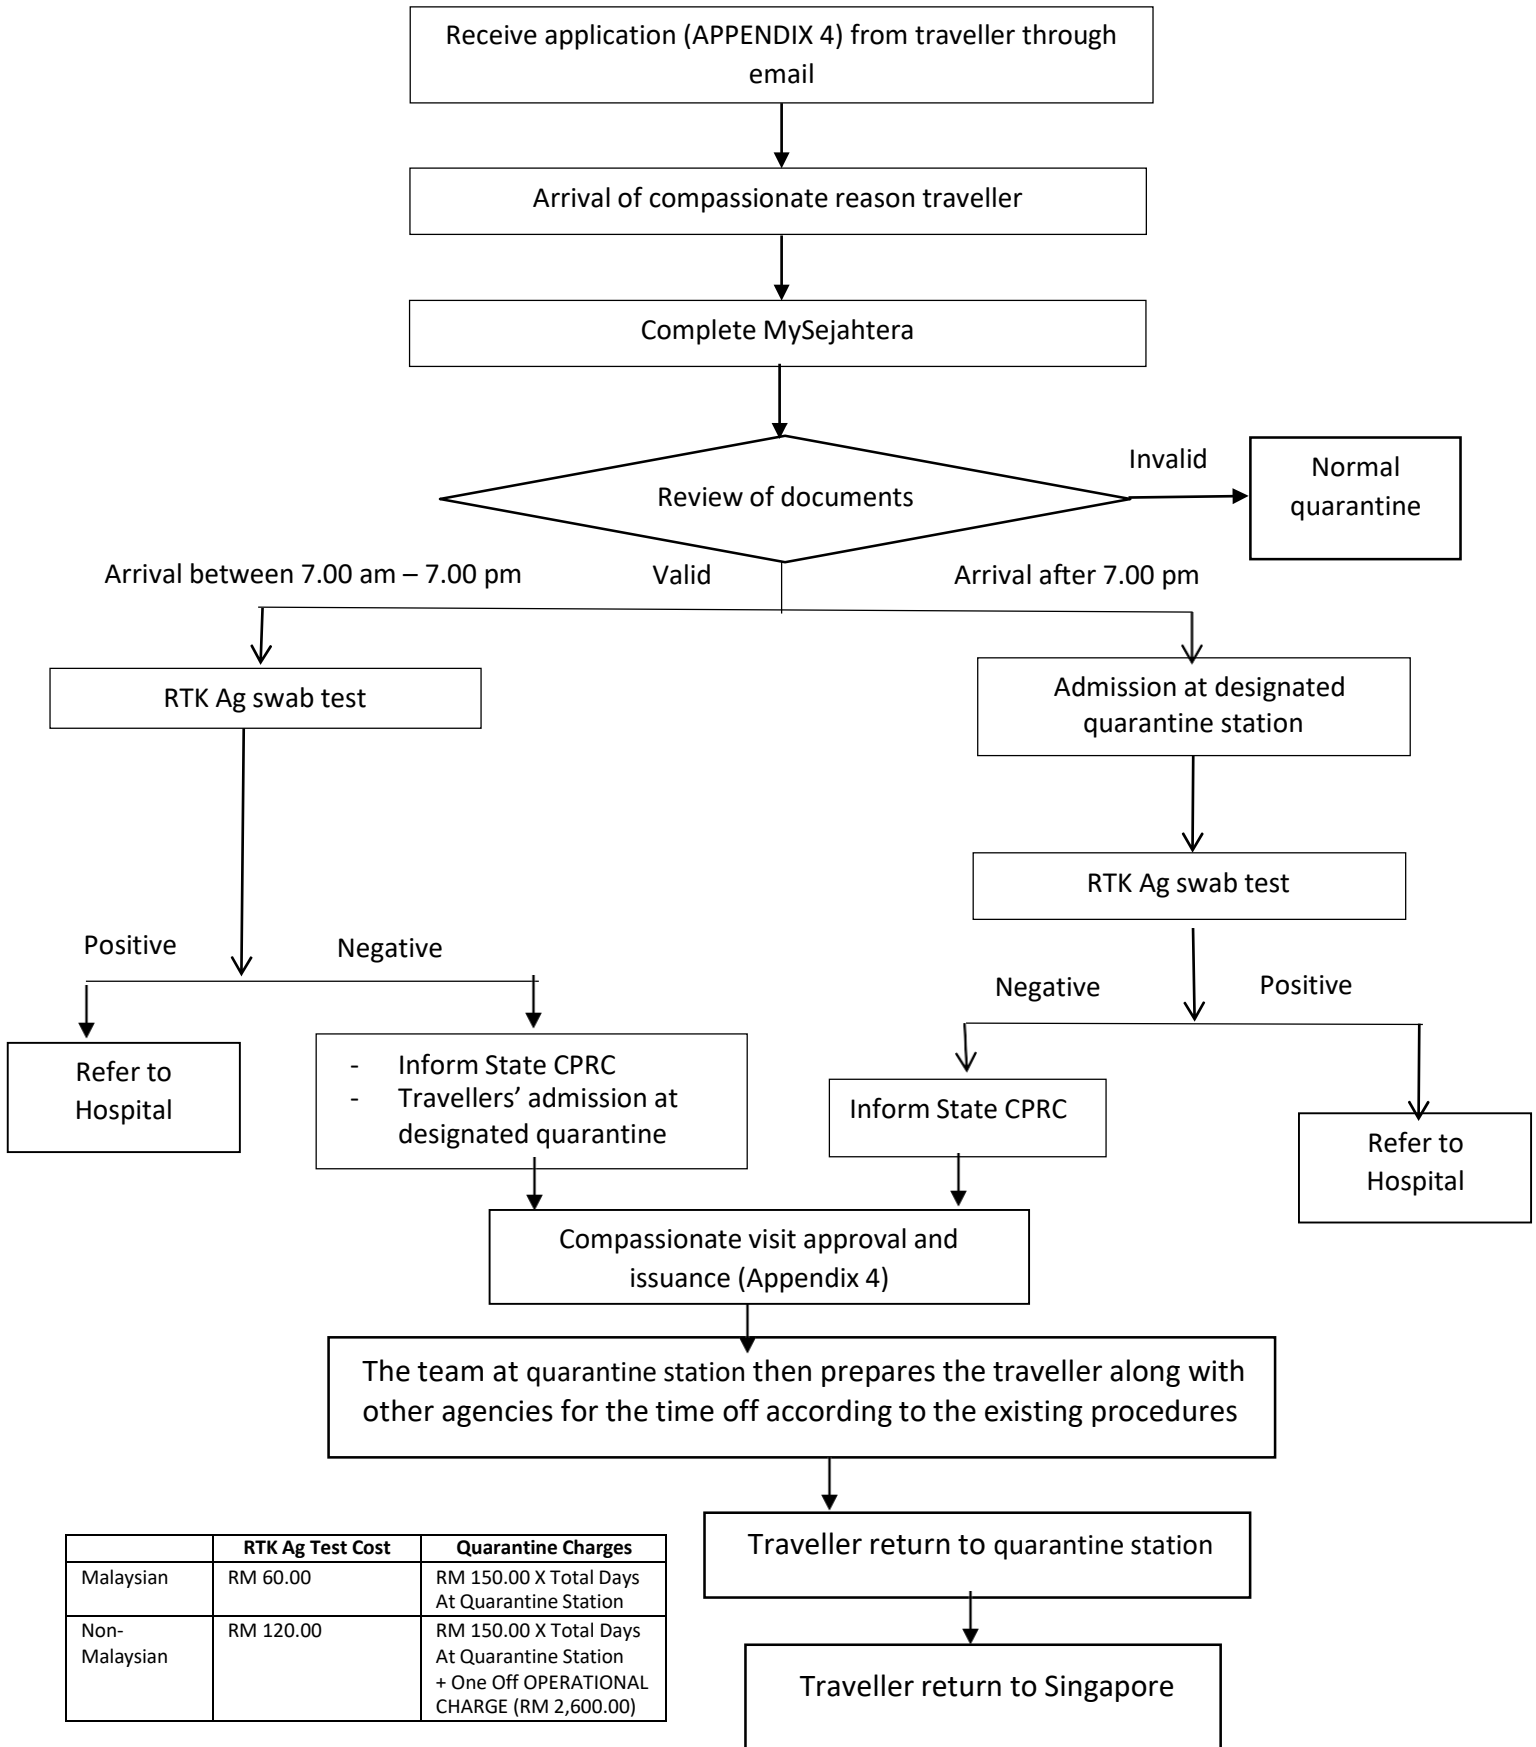 Receive application (APPENDIX 4) from traveller through
email
Arrival of compassionate reason traveller
Complete MySejahtera
Review of documents
Invalid
Normal
quarantine
Arrival between 7.00 am – 7.00 pm
Valid
Arrival after 7.00 pm
RTK Ag swab test
Admission at designated
quarantine station
RTK Ag swab test
Positive
Negative
Negative
Positive
Refer to
Hospital
- Inform State CPRC
- Travellers’ admission at
designated quarantine
Inform State CPRC
Refer to
Hospital
Compassionate visit approval and
issuance (Appendix 4)
The team at quarantine station then prepares the traveller along with
other agencies for the time off according to the existing procedures
Traveller return to quarantine station
Traveller return to Singapore
RTK Ag Test Cost Quarantine Charges
Malaysian RM 60.00 RM 150.00 X Total Days
At Quarantine Station
Non- RM 120.00 RM 150.00 X Total Days
Malaysian At Quarantine Station
+ One Off OPERATIONAL
CHARGE (RM 2,600.00)